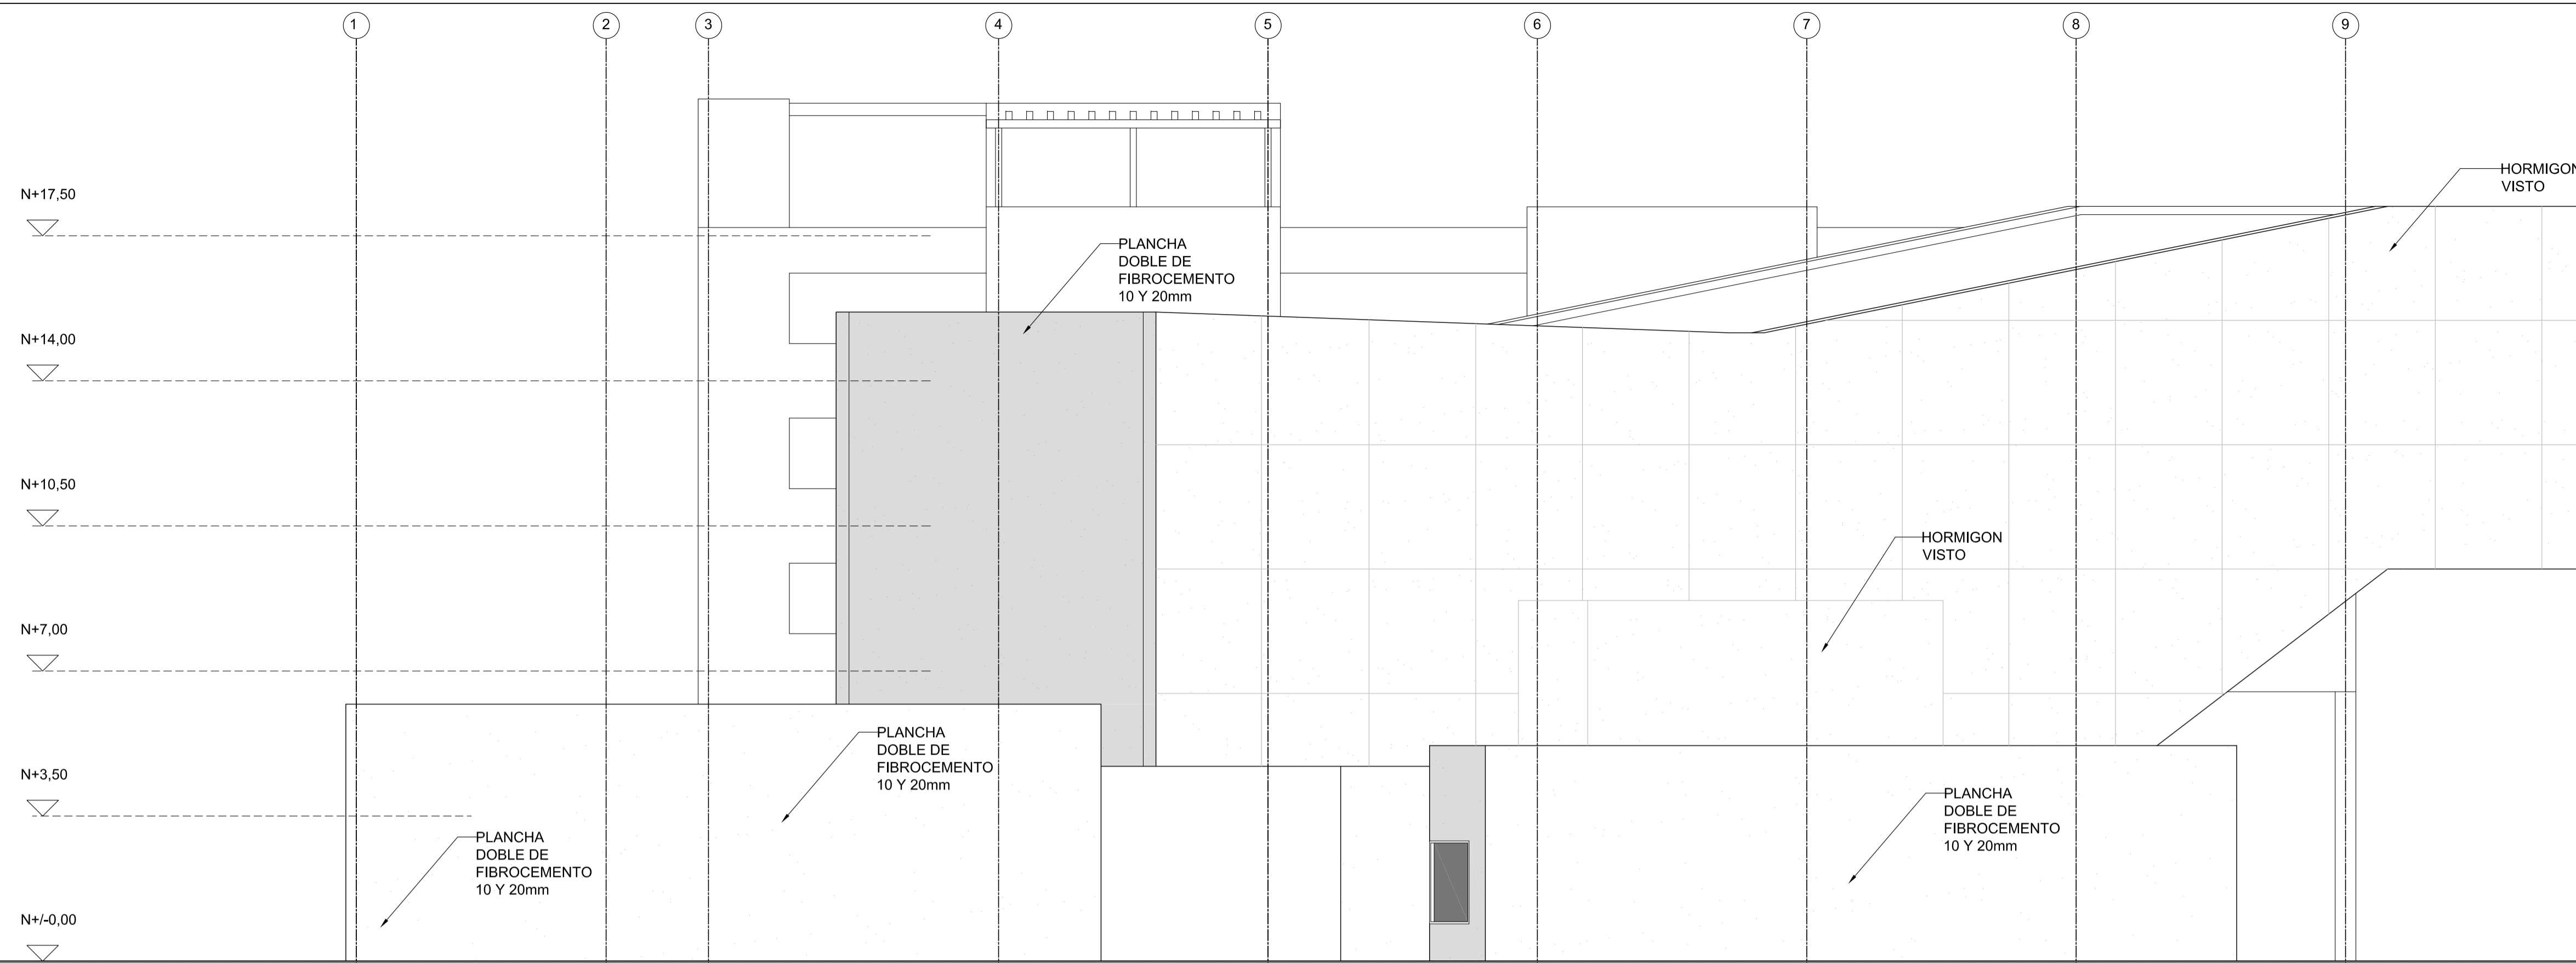 1
2
3
4
5
6
7
8
9
HORMIGON
VISTO
N+17,50
PLANCHA
DOBLE DE
FIBROCEMENTO
10 Y 20mm
N+14,00
N+10,50
HORMIGON
VISTO
N+7,00
PLANCHA
DOBLE DE
FIBROCEMENTO
10 Y 20mm
N+3,50
PLANCHA
DOBLE DE
FIBROCEMENTO
10 Y 20mm
PLANCHA
DOBLE DE
FIBROCEMENTO
10 Y 20mm
N+/-0,00